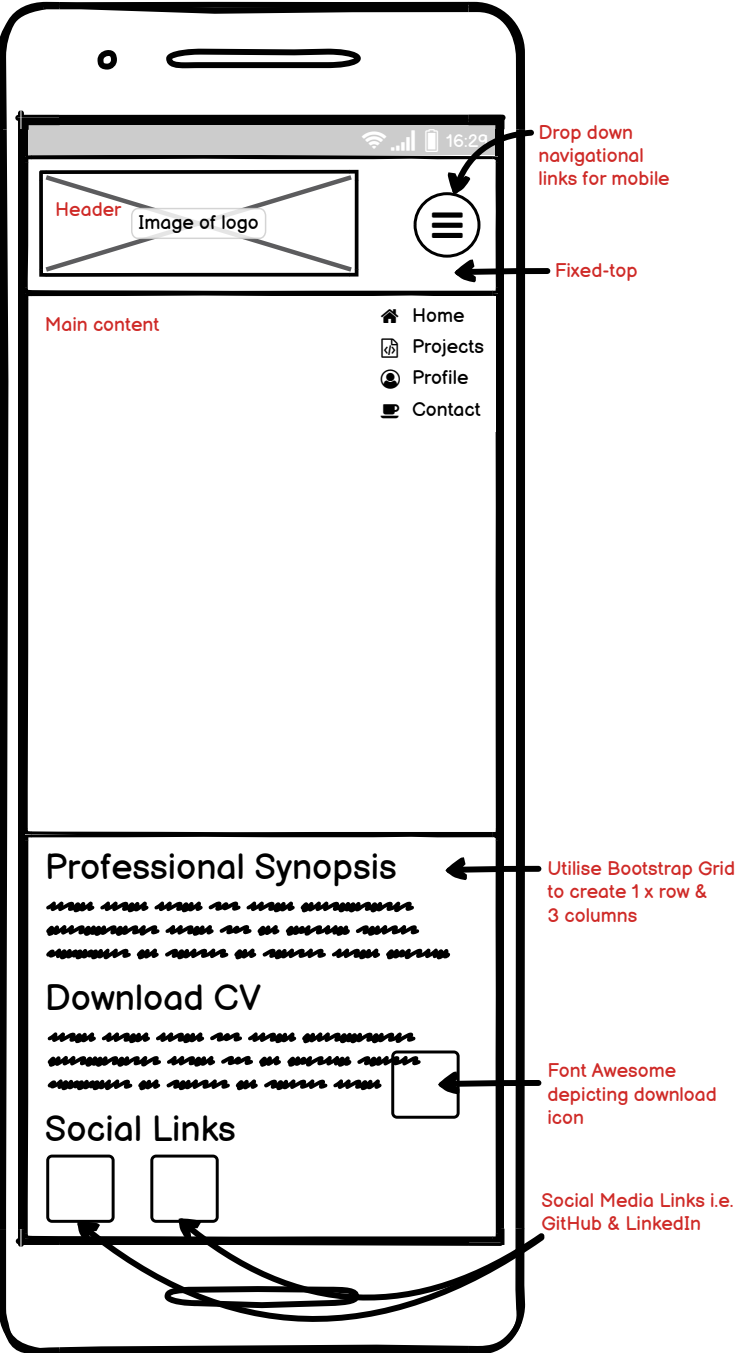 16:29
Drop down
navigational
links for mobile
Header
Image of logo
Fixed-top
Main content
Home
Projects
Profile
Contact
Professional Synopsis
Utilise Bootstrap Grid
to create 1 x row &
3 columns
Download CV
Font Awesome
depicting download
icon
Social Links
Social Media Links i.e.
GitHub & LinkedIn